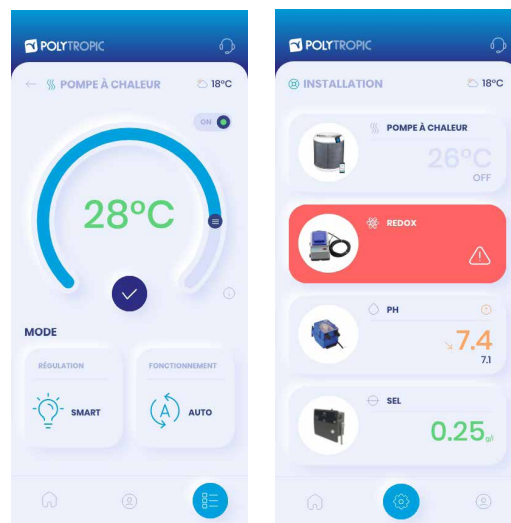 POLYTROPIC
POMPE À CHALEUR
18°C
ON
28°C
MODE
RÉGULATION
SMART
FONCTIONNEMENT
A
AUTO
POLYTROPIC
INSTALLATION
18°C
POMPE À CHALEUR
26°C
OFF
REDOX
PH
7.4
7.1
SEL
0.25g/l